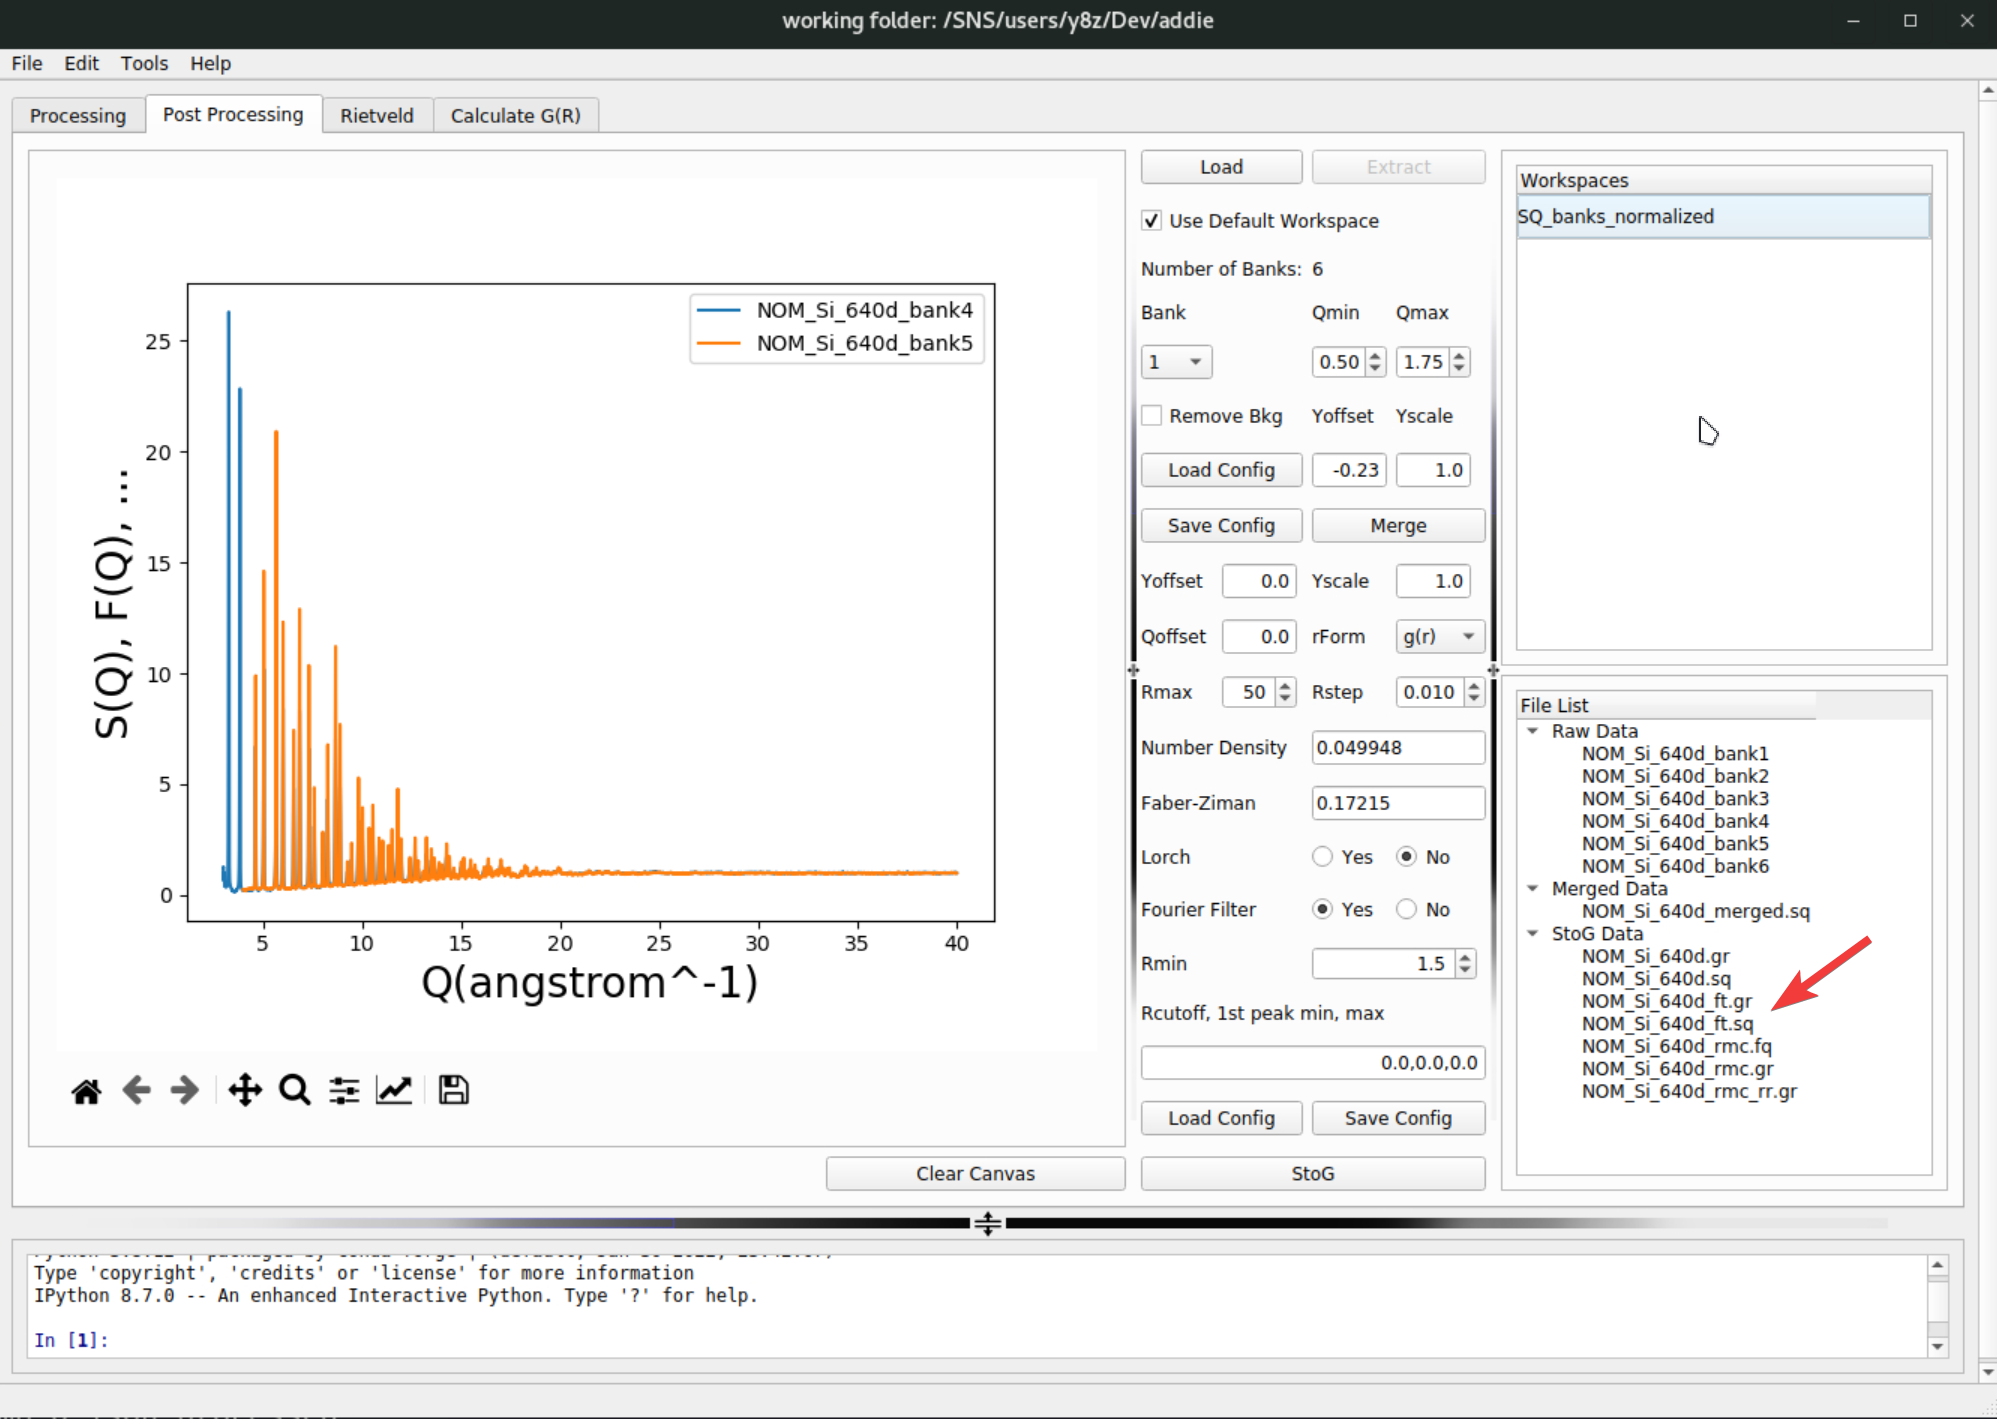 working folder: /SNS/users/y8z/Dev/addie
File Edit Tools Help
Processing Post Processing Rietveld Calculate G(R)
S(Q), F(Q), ...
25
20
15
10
5
0
NOM_Si_640d_bank4
NOM_Si_640d_bank5
5 10 15 20 25 30 35 40
Q(angstrom^-1)
Clear Canvas
Load Extract
Use Default Workspace
Number of Banks: 6
Bank Qmin Qmax
1 0.50 1.75
Remove Bkg Yoffset Yscale
Load Config -0.23 1.0
Save Config Merge
Yoffset 0.0 Yscale 1.0
Qoffset 0.0 rForm g(r)
Rmax 50 Rstep 0.010
Number Density 0.049948
Faber-Ziman 0.17215
Lorch Yes No
Fourier Filter Yes No
Rmin 1.5
Rcutoff, 1st peak min, max
0.0,0.0,0.0
Load Config Save Config
StoG
Workspaces
SQ_banks_normalized
File List
Raw Data
NOM_Si_640d_bank1
NOM_Si_640d_bank2
NOM_Si_640d_bank3
NOM_Si_640d_bank4
NOM_Si_640d_bank5
NOM_Si_640d_bank6
Merged Data
NOM_Si_640d_merged.sq
StoG Data
NOM_Si_640d.gr
NOM_Si_640d.sq
NOM_Si_640d_ft.gr
NOM_Si_640d_ft.sq
NOM_Si_640d_rmc.fq
NOM_Si_640d_rmc.gr
NOM_Si_640d_rmc_rr.gr
Type 'copyright', 'credits' or 'license' for more information
IPython 8.7.0 -- An enhanced Interactive Python. Type '?' for help.
In [1]: